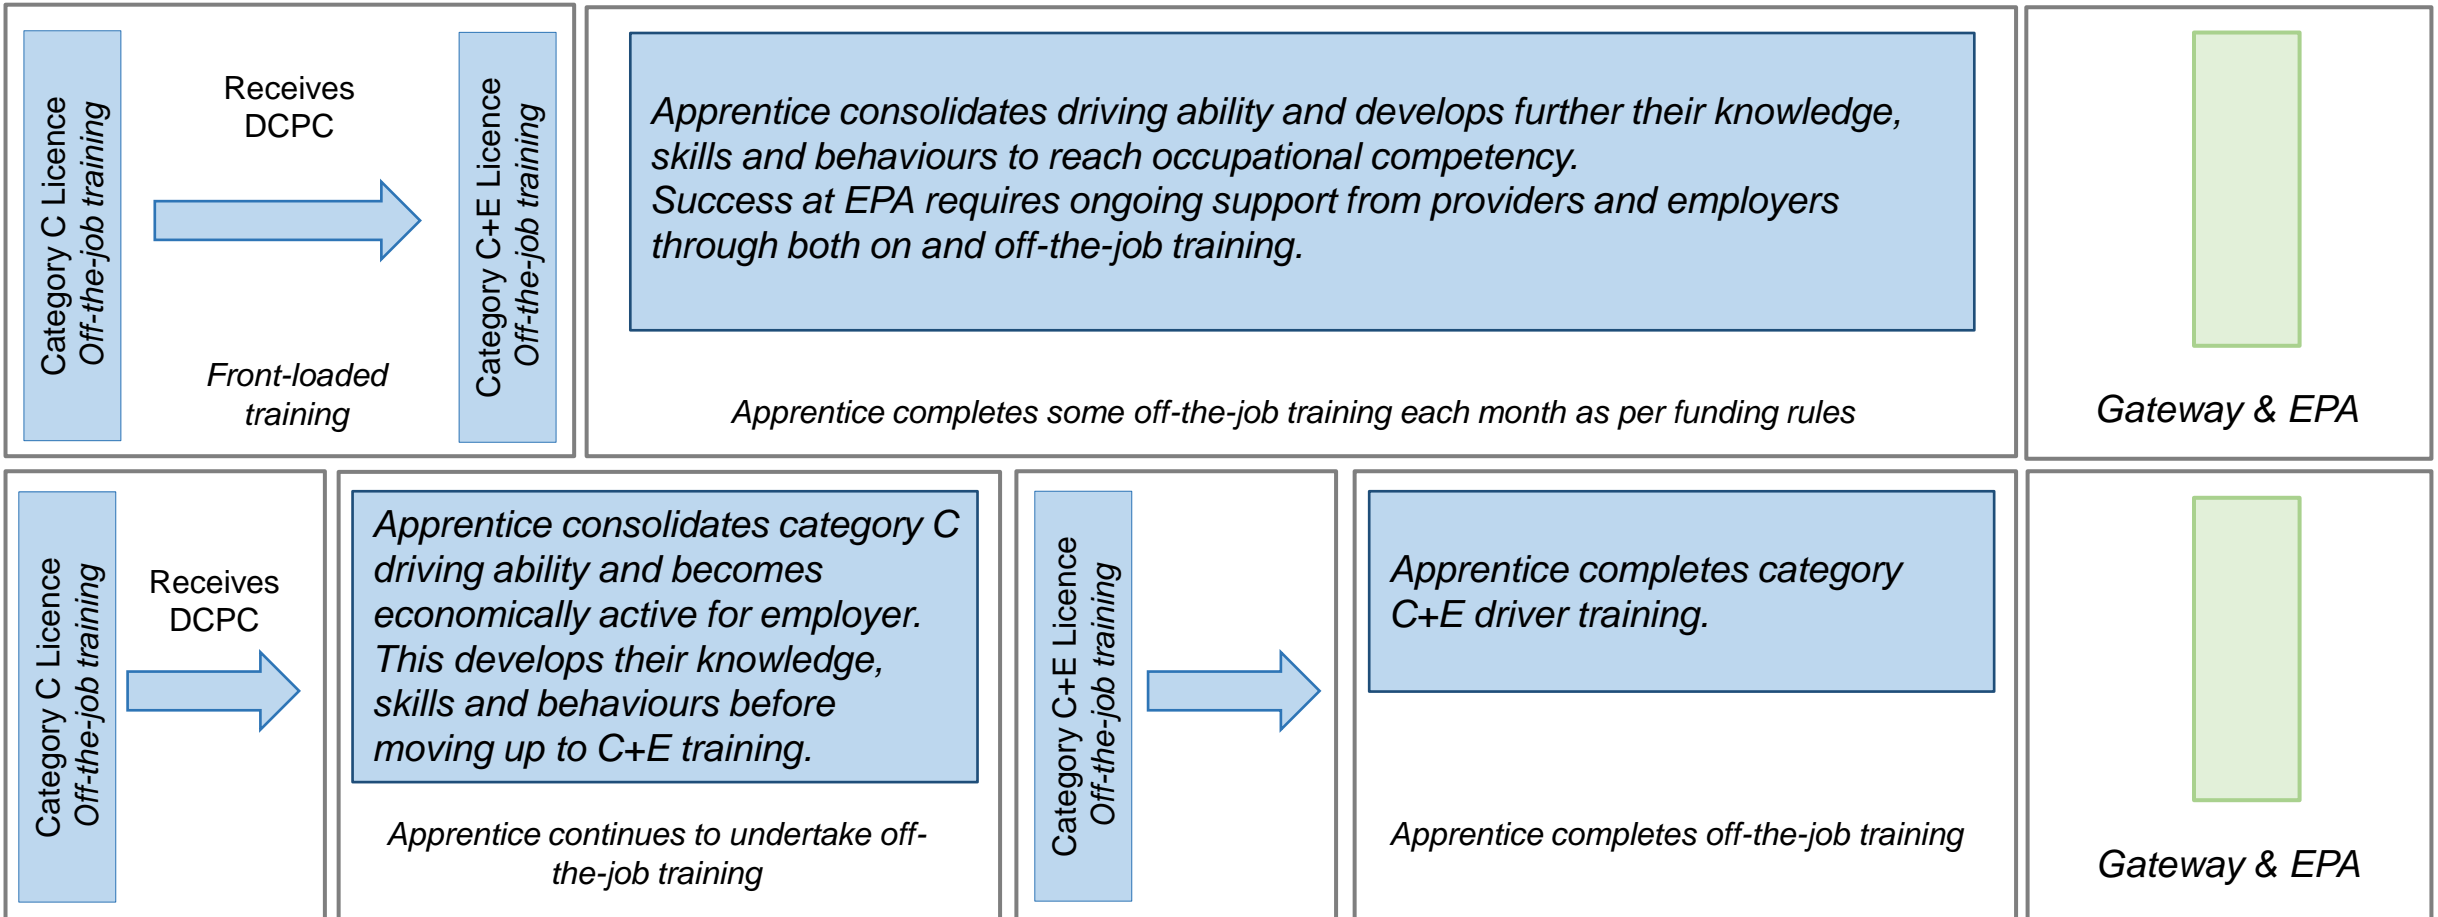 Category C Licence
Off-the-job training
Receives
DCPC
Front-loaded
training
Category C+E Licence
Off-the-job training
Apprentice consolidates driving ability and develops further their knowledge,
skills and behaviours to reach occupational competency.
Success at EPA requires ongoing support from providers and employers
through both on and off-the-job training.
Apprentice completes some off-the-job training each month as per funding rules
Gateway & EPA
Category C Licence
Off-the-job training
Receives
DCPC
Apprentice consolidates category C
driving ability and becomes
economically active for employer.
This develops their knowledge,
skills and behaviours before
moving up to C+E training.
Apprentice continues to undertake off-
the-job training
Category C+E Licence
Off-the-job training
Apprentice completes category
C+E driver training.
Apprentice completes off-the-job training
Gateway & EPA